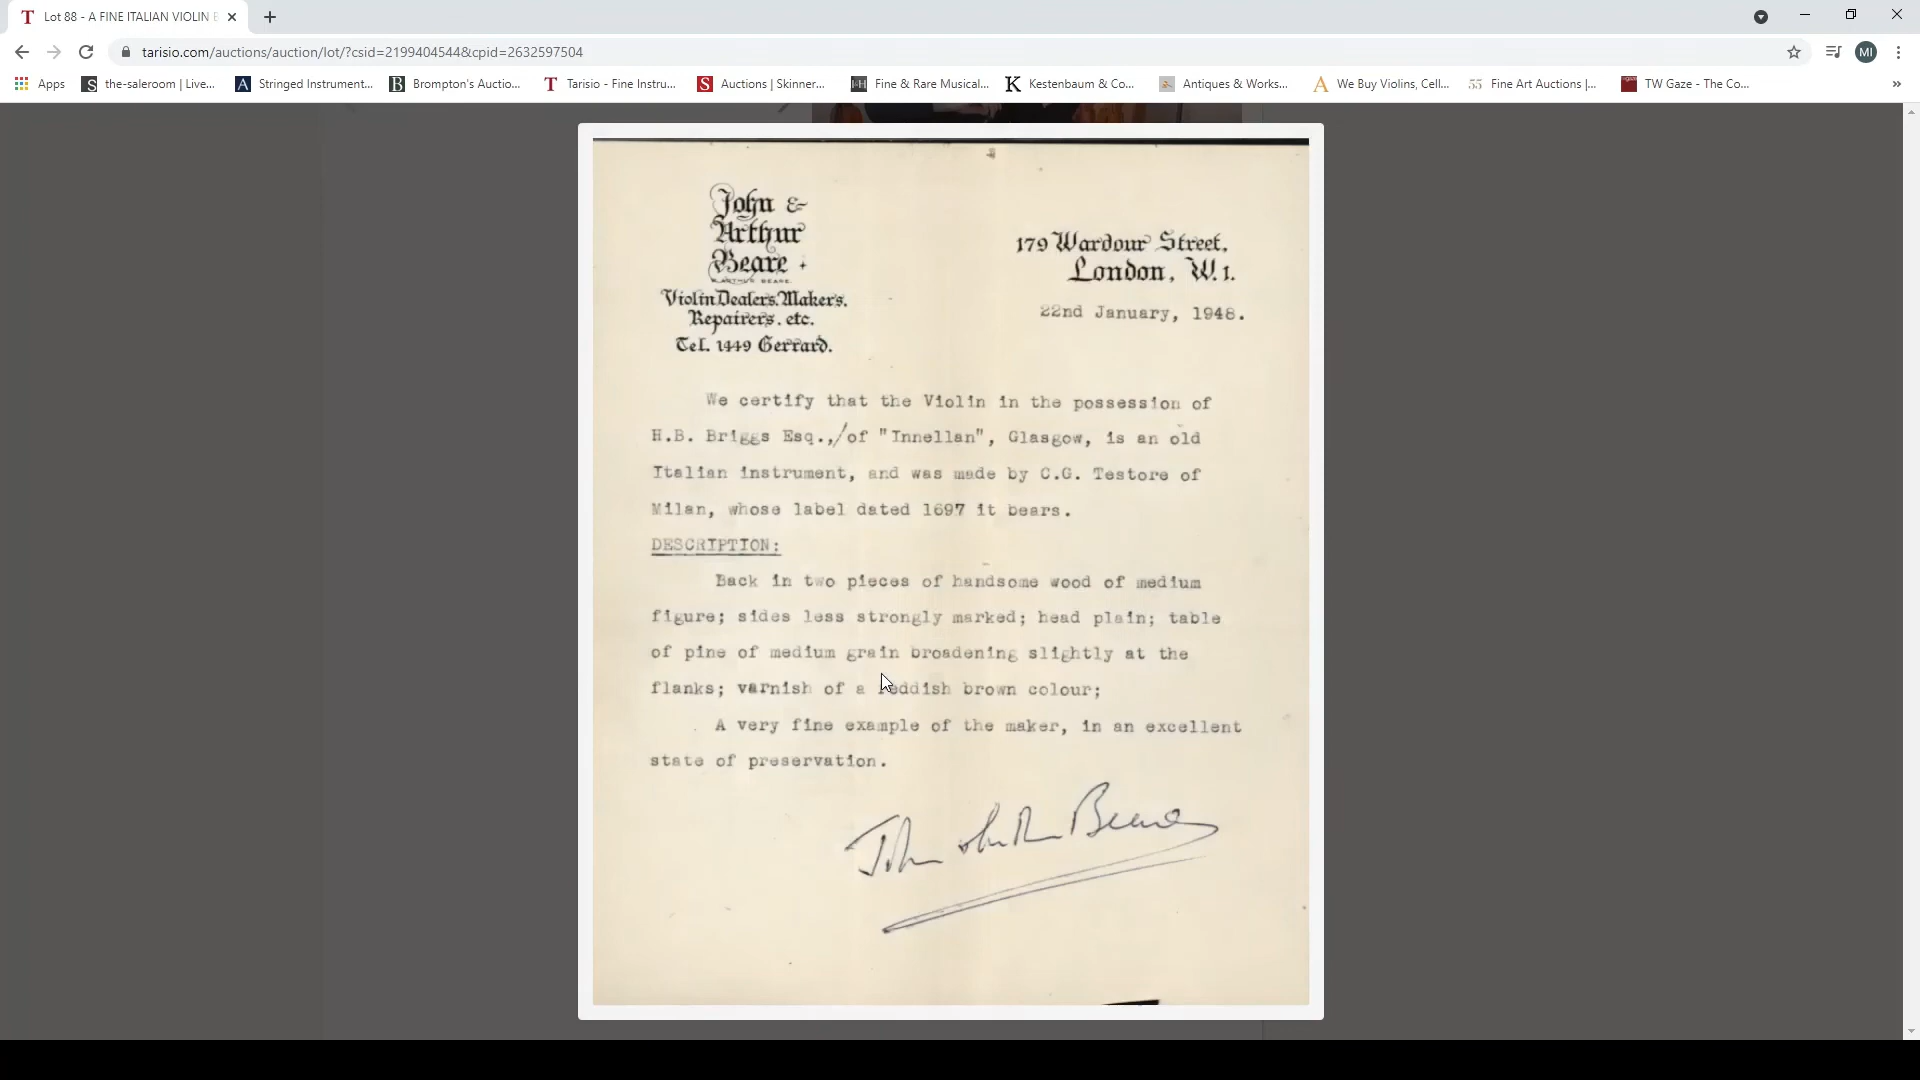 Lot 88 - A FINE ITALIAN VIOLIN B
tarisio.com/auctions/auction/lot/?csid=2199404544&cpid=2632597504
MI
Apps
the-saleroom | Live...
Stringed Instrument...
Brompton's Auctio...
Tarisio - Fine Instru...
Auctions | Skinner...
Fine & Rare Musical...
Kestenbaum & Co...
Antiques & Works...
We Buy Violins, Cell...
Fine Art Auctions |...
TW Gaze - The Co...
John &
Arthur
Beare
Violin Dealers. Makers.
Repairers. etc.
Tel. 1449 Gerrard.
179 Wardour Street,
London, W.1.
22nd January, 1948.
We certify that the Violin in the possession of
H.B. Briggs Esq.,/of "Innellan", Glasgow, is an old
Italian instrument, and was made by C.G. Testore of
Milan, whose label dated 1697 it bears.
DESCRIPTION:
Back in two pieces of handsome wood of medium
figure; sides less strongly marked; head plain; table
of pine of medium grain broadening slightly at the
flanks; varnish of a reddish brown colour;
A very fine example of the maker, in an excellent
state of preservation.
John & Arthur Beare